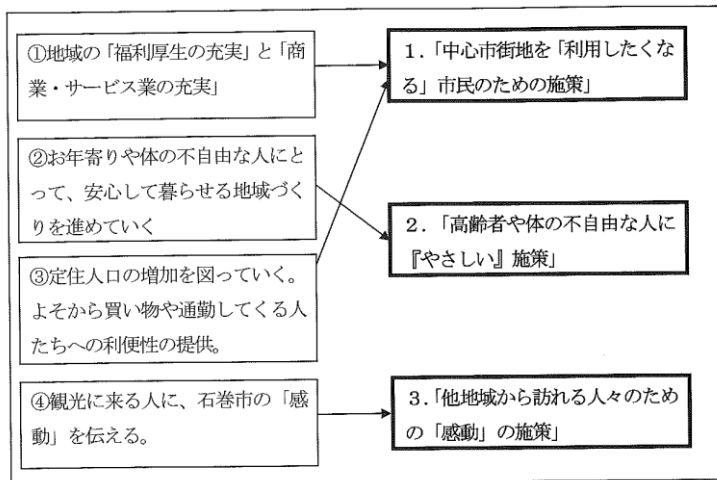 ①地域の「福利厚生の充実」と「商
業・サービス業の充実」
②お年寄りや体の不自由な人にと
って、安心して暮らせる地域づく
りを進めていく
③定住人口の増加を図っていく。
よそから買い物や通勤してくる人
たちへの利便性の提供。
④観光に来る人に、石巻市の「感
動」を伝える。
１.「中心市街地を「利用したくな
る」市民のための施策」
２.「高齢者や体の不自由な人に
『やさしい』施策」
３.「他地域から訪れる人々のため
の「感動」の施策」